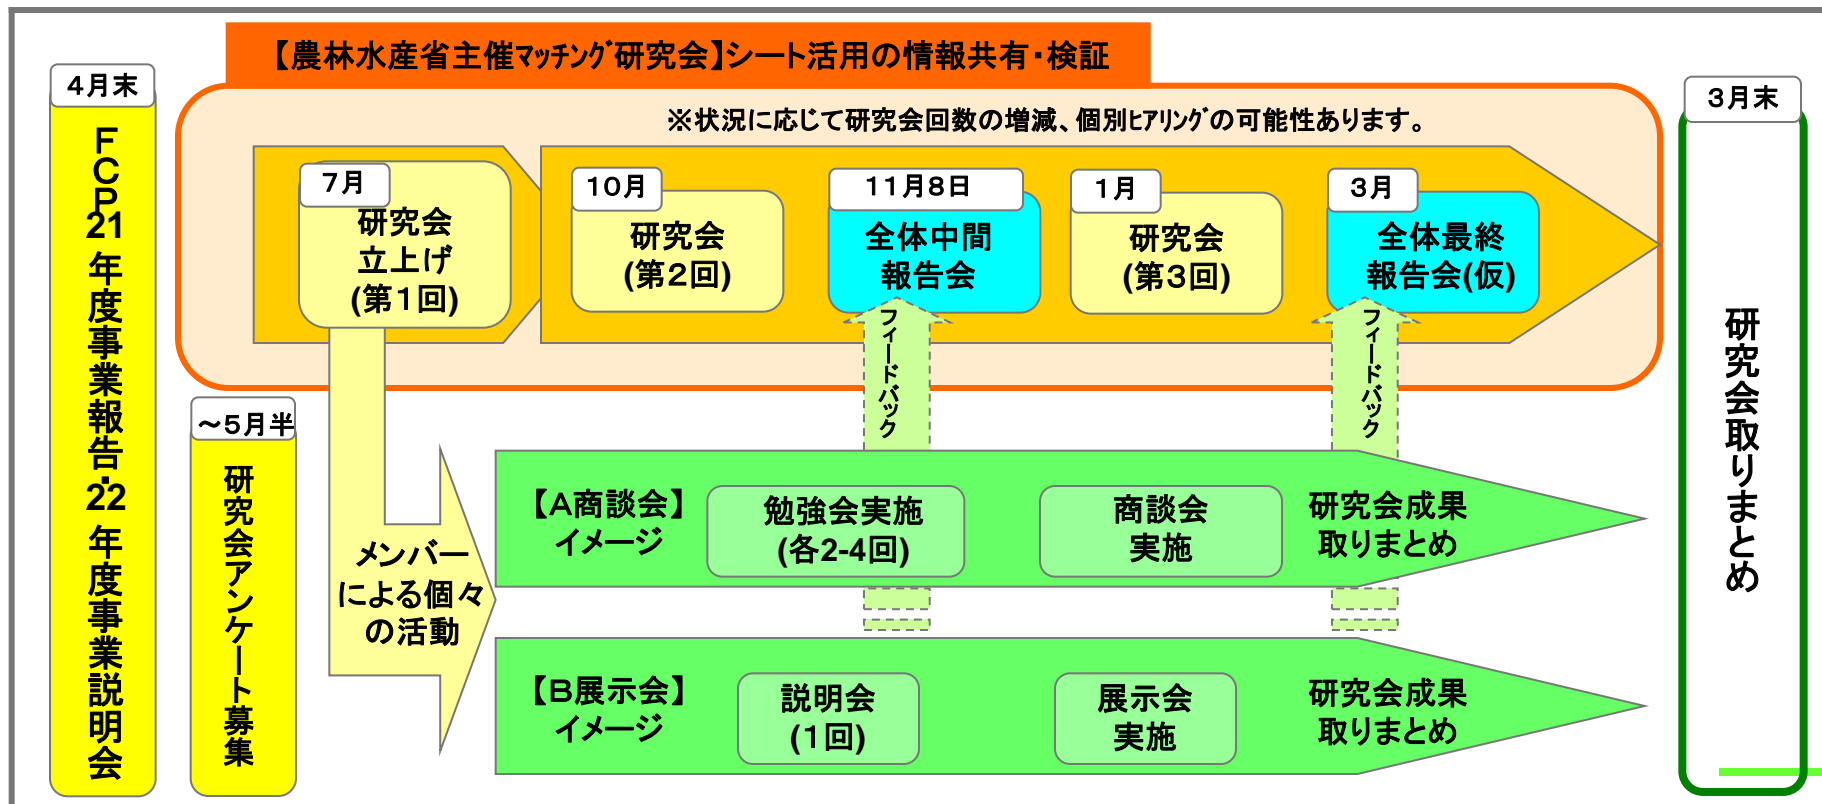 【農林水産省主催ﾏｯﾁﾝｸﾞ研究会】シート活用の情報共有・検証
※状況に応じて研究会回数の増減、個別ﾋｱﾘﾝｸﾞの可能性あります。
４月末
ＦＣＰ21年度事業報告・22年度事業説明会
～５月半
研究会アンケート募集
７月
研究会
立上げ
(第１回)
１０月
研究会
(第２回)
１１月８日
全体中間
報告会
１月
研究会
(第３回)
３月
全体最終
報告会(仮)
フィードバック
フィードバック
メンバー
による個々
の活動
【Ａ商談会】
イメージ
勉強会実施
(各2-4回)
商談会
実施
研究会成果
取りまとめ
【Ｂ展示会】
イメージ
説明会
(１回)
展示会
実施
研究会成果
取りまとめ
３月末
研究会取りまとめ